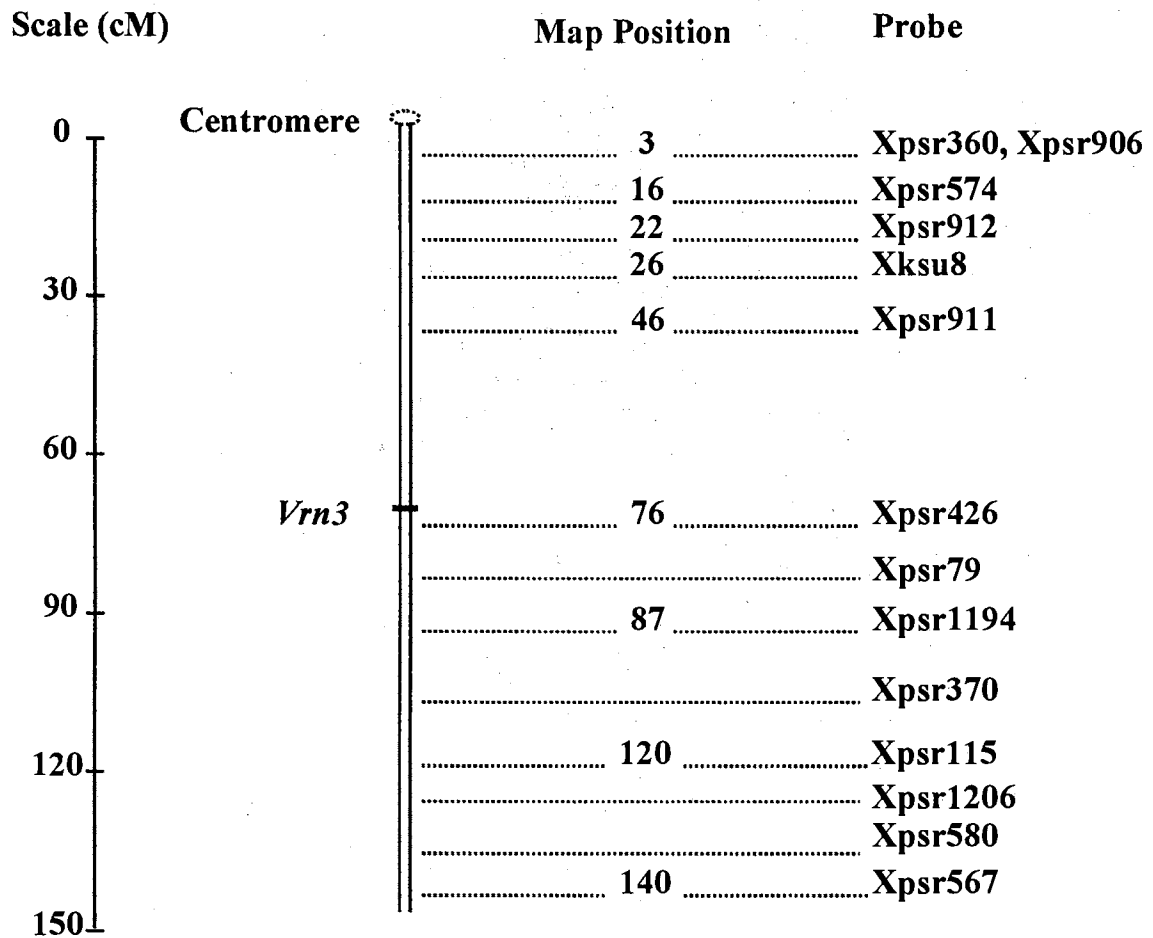 Scale (cM) Map Position Probe
Centromere
0 3 Xpsr360, Xpsr906
16 Xpsr574
22 Xpsr912
26 Xksu8
30
46 Xpsr911
60
Vrn3 76 Xpsr426
Xpsr79
90 87 Xpsr1194
Xpsr370
120 120 Xpsr115
Xpsr1206
Xpsr580
140 Xpsr567
150